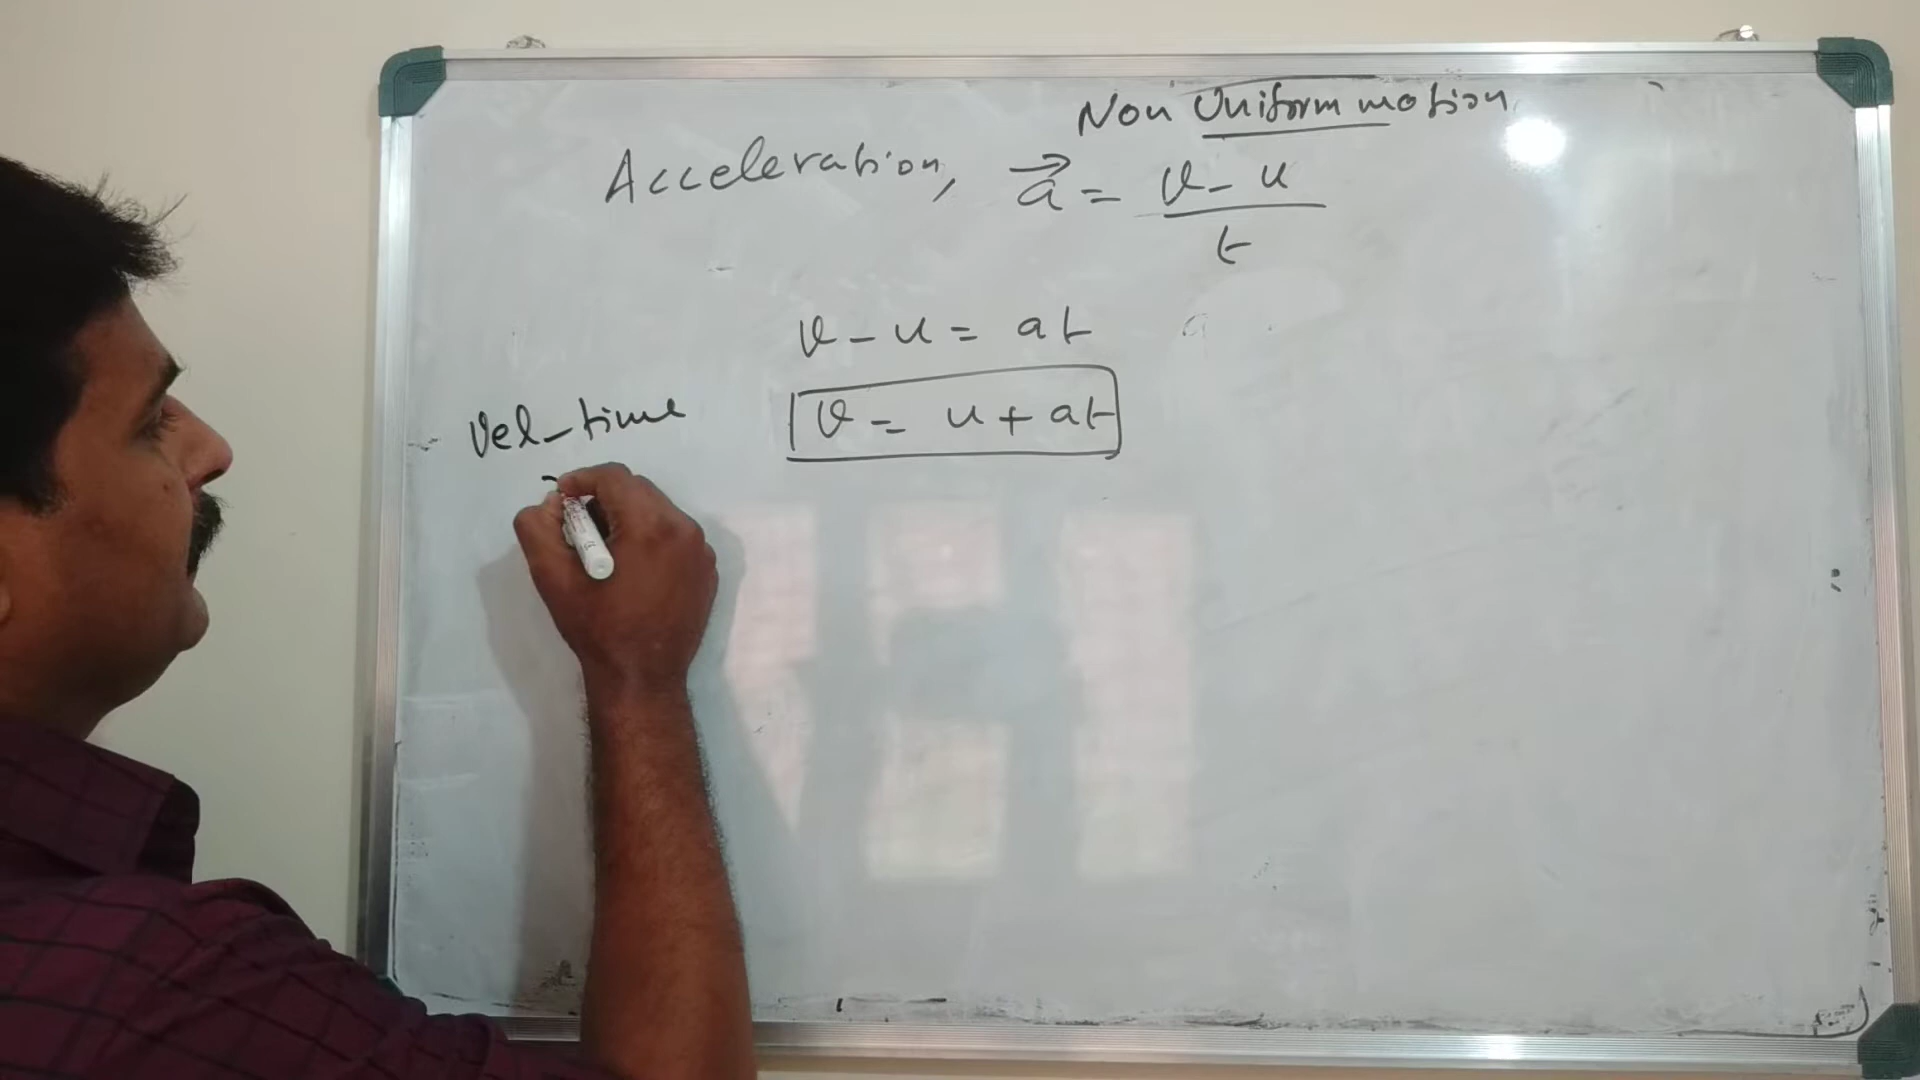 Non Uniform motion
Acceleration, a⃗ = v - u / t
v - u = at
Vel-time
v = u + at